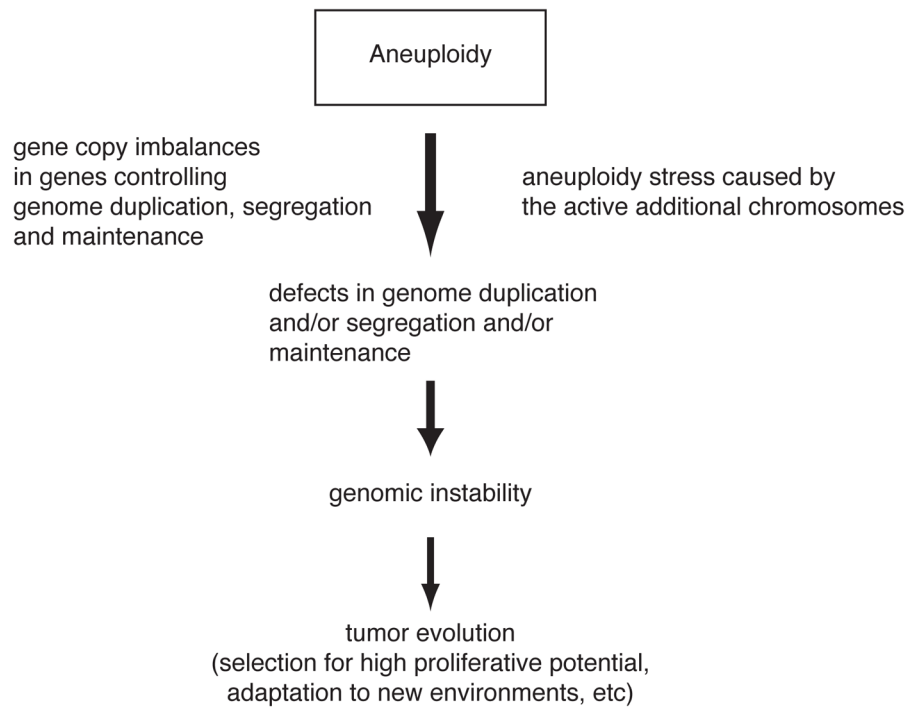 Aneuploidy
gene copy imbalances
in genes controlling
genome duplication, segregation
and maintenance
aneuploidy stress caused by
the active additional chromosomes
defects in genome duplication
and/or segregation and/or
maintenance
genomic instability
tumor evolution
(selection for high proliferative potential,
adaptation to new environments, etc)